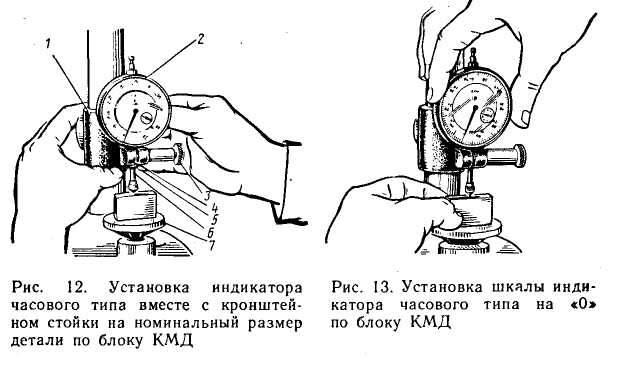 1
2
3
4
5
6
7
Рис. 12. Установка индикатора
часового типа вместе с кронштей-
ном стойки на номинальный размер
детали по блоку КМД
Рис. 13. Установка шкалы инди-
катора часового типа на «0»
по блоку КМД